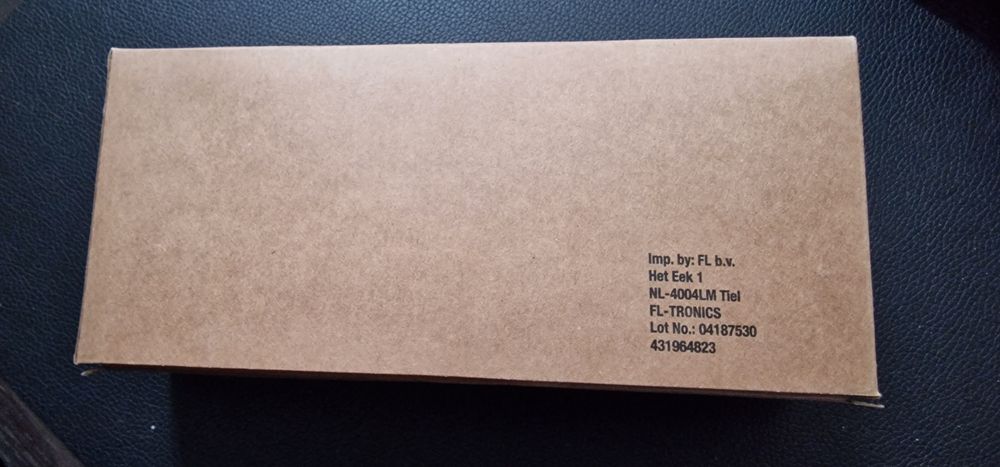 Imp. by: FL b.v.
Het Eek 1
NL-4004LM Tiel
FL-TRONICS
Lot No.: 04187530
431964823